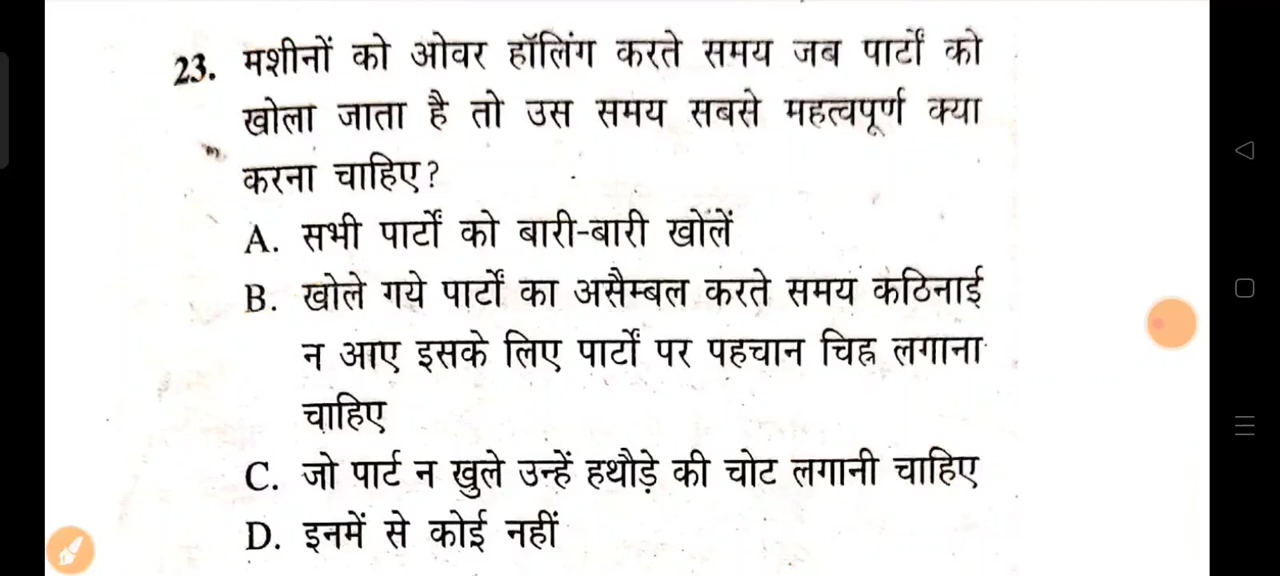 23. मशीनों को ओवर हॉलिंग करते समय जब पार्टों को
खोला जाता है तो उस समय सबसे महत्वपूर्ण क्या
करना चाहिए?
A. सभी पार्टों को बारी-बारी खोलें
B. खोले गये पार्टों का असैम्बल करते समय कठिनाई
न आए इसके लिए पार्टों पर पहचान चिह्न लगाना
चाहिए
C. जो पार्ट न खुले उन्हें हथौड़े की चोट लगानी चाहिए
D. इनमें से कोई नहीं